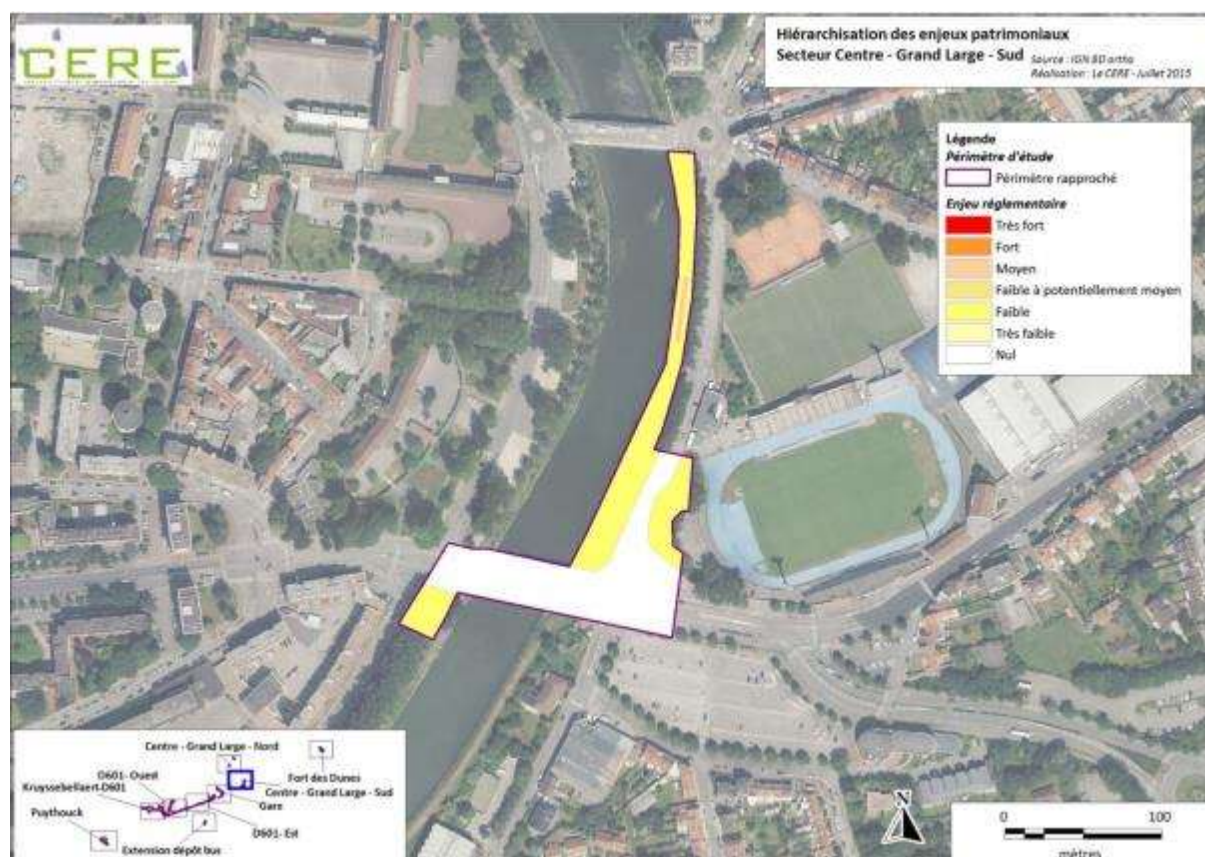 CERE
Hiérarchisation des enjeux patrimoniaux
Secteur Centre - Grand Large - Sud
Source : IGN BD ortho
Réalisation : Le CERE - Juillet 2015
Légende
Périmètre d'étude
Périmètre rapproché
Enjeu réglementaire
Très fort
Fort
Moyen
Faible à potentiellement moyen
Faible
Très faible
Nul
Centre - Grand Large - Nord
D601- Ouest
Kruyssebellaert-D601
Puythouck
Fort des Dunes
Centre - Grand Large - Sud
Gare
D601- Est
Extension dépôt bus
N
0 100
mètres